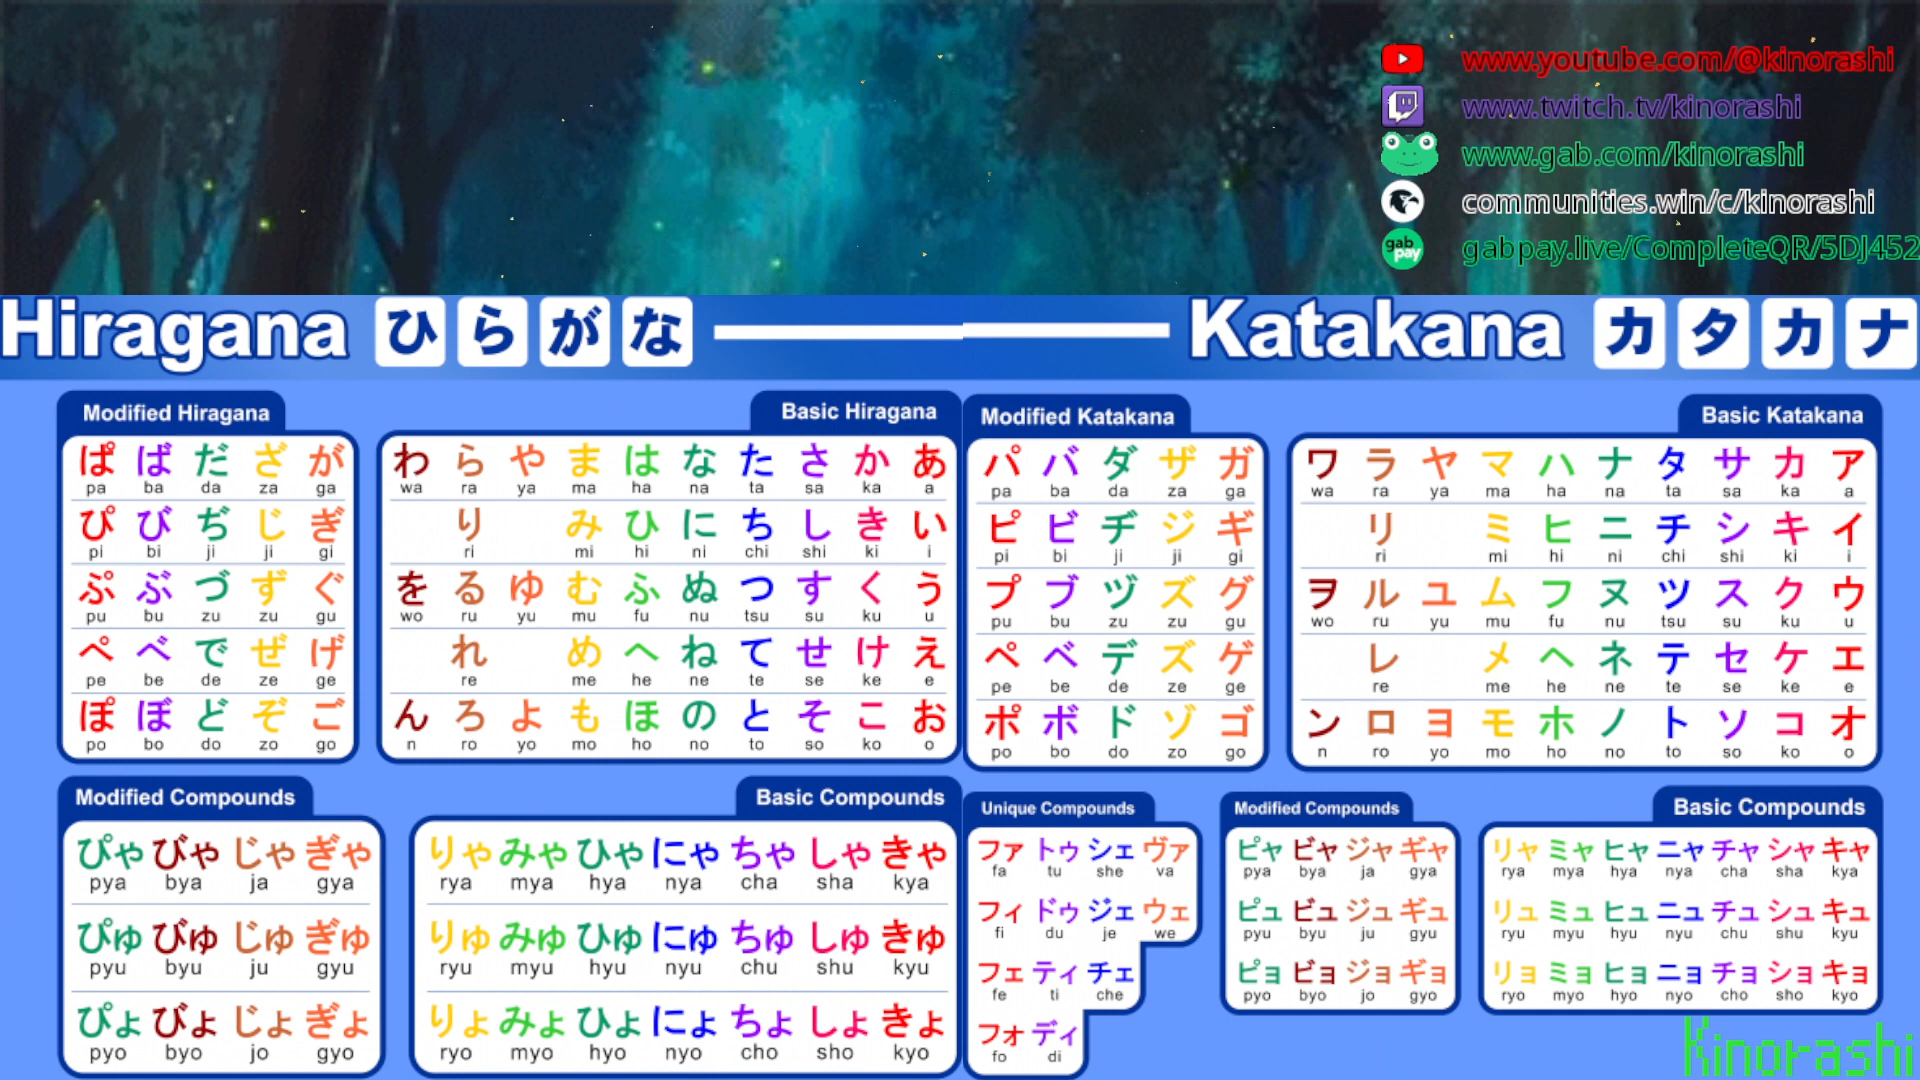 www.youtube.com/@kinorashi
www.twitch.tv/kinorashi
www.gab.com/kinorashi
communities.win/c/kinorashi
gab pay
gabpay.live/CompleteQR/5DJ452
Hiragana ひ ら が な
Katakana カ タ カ ナ
Modified Hiragana
ぱ ば だ ざ が
pa ba da za ga
ぴ び ぢ じ ぎ
pi bi ji ji gi
ぷ ぶ づ ず ぐ
pu bu zu zu gu
ぺ べ で ぜ げ
pe be de ze ge
ぽ ぼ ど ぞ ご
po bo do zo go
Basic Hiragana
わ ら や ま は な た さ か あ
wa ra ya ma ha na ta sa ka a
り み ひ に ち し き い
ri mi hi ni chi shi ki i
を る ゆ む ふ ぬ つ す く う
wo ru yu mu fu nu tsu su ku u
れ め へ ね て せ け え
re me he ne te se ke e
ん ろ よ も ほ の と そ こ お
n ro yo mo ho no to so ko o
Modified Katakana
パ バ ダ ザ ガ
pa ba da za ga
ピ ビ ヂ ジ ギ
pi bi ji ji gi
プ ブ ヅ ズ グ
pu bu zu zu gu
ペ ベ デ ズ ゲ
pe be de ze ge
ポ ボ ド ゾ ゴ
po bo do zo go
Basic Katakana
ワ ラ ヤ マ ハ ナ タ サ カ ア
wa ra ya ma ha na ta sa ka a
リ ミ ヒ ニ チ シ キ イ
ri mi hi ni chi shi ki i
ヲ ル ユ ム フ ヌ ツ ス ク ウ
wo ru yu mu fu nu tsu su ku u
レ メ ヘ ネ テ セ ケ エ
re me he ne te se ke e
ン ロ ヨ モ ホ ノ ト ソ コ オ
n ro yo mo ho no to so ko o
Modified Compounds
ぴゃ びゃ じゃ ぎゃ
pya bya ja gya
ぴゅ びゅ じゅ ぎゅ
pyu byu ju gyu
ぴょ びょ じょ ぎょ
pyo byo jo gyo
Basic Compounds
りゃ みゃ ひゃ にゃ ちゃ しゃ きゃ
rya mya hya nya cha sha kya
りゅ みゅ ひゅ にゅ ちゅ しゅ きゅ
ryu myu hyu nyu chu shu kyu
りょ みょ ひょ にょ ちょ しょ きょ
ryo myo hyo nyo cho sho kyo
Unique Compounds
ファ トゥ シェ ヴァ
fa tu she va
フィ ドゥ ジェ ウェ
fi du je we
フェ ティ チェ
fe ti che
フォ ディ
fo di
Modified Compounds
ピャ ビャ ジャ ギャ
pya bya ja gya
ピュ ビュ ジュ ギュ
pyu byu ju gyu
ピョ ビョ ジョ ギョ
pyo byo jo gyo
Basic Compounds
リャ ミャ ヒャ ニャ チャ シャ キャ
rya mya hya nya cha sha kya
リュ ミュ ヒュ ニュ チュ シュ キュ
ryu myu hyu nyu chu shu kyu
リョ ミョ ヒョ ニョ チョ ショ キョ
ryo myo hyo nyo cho sho kyo
Kinorashi